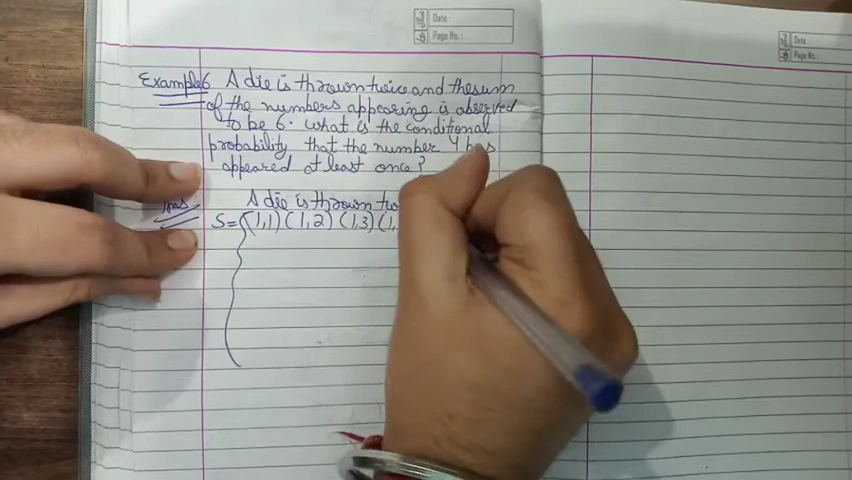 Date:
Page No.:
Date:
Page No.:
Example 6 A die is thrown twice and the sum
of the numbers appearing is observed
to be 6. what is the conditional
probability that the number 4 has
appeared at least once?
Ans A die is thrown
S={(1,1) (1,2) (1,3) (1,